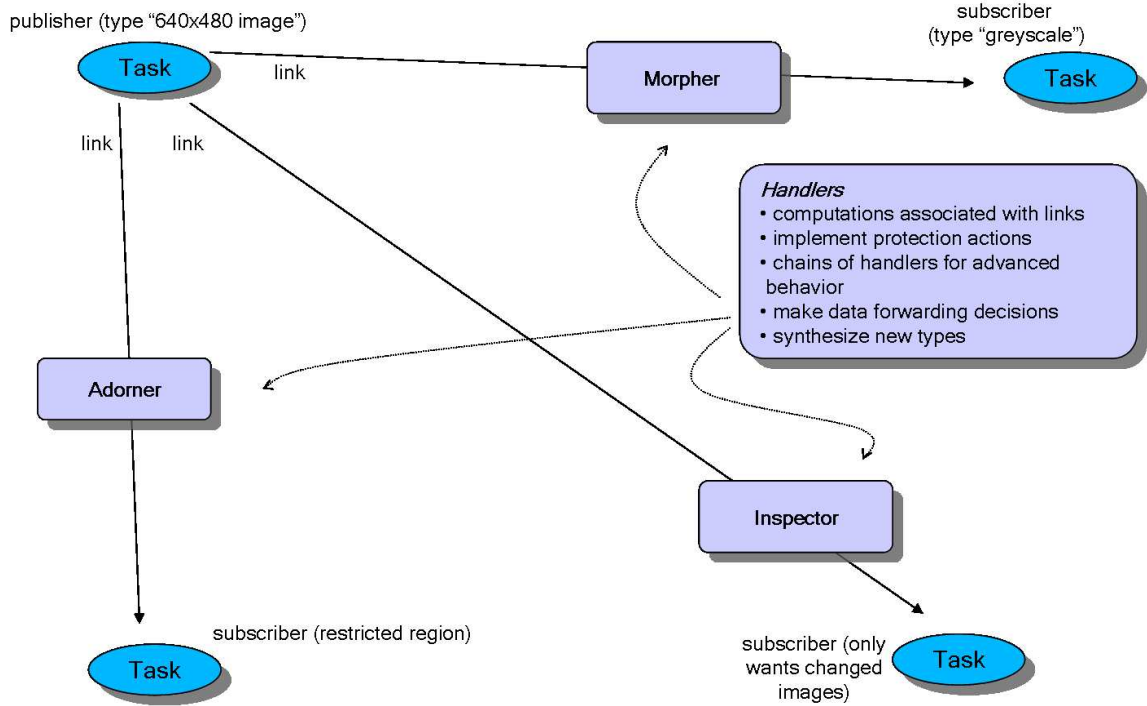 publisher (type “640x480 image”)
subscriber
(type “greyscale”)
Task
link
Morpher
Task
link
link
Handlers
• computations associated with links
• implement protection actions
• chains of handlers for advanced
behavior
• make data forwarding decisions
• synthesize new types
Adorner
Inspector
subscriber (restricted region)
Task
subscriber (only
wants changed
images)
Task